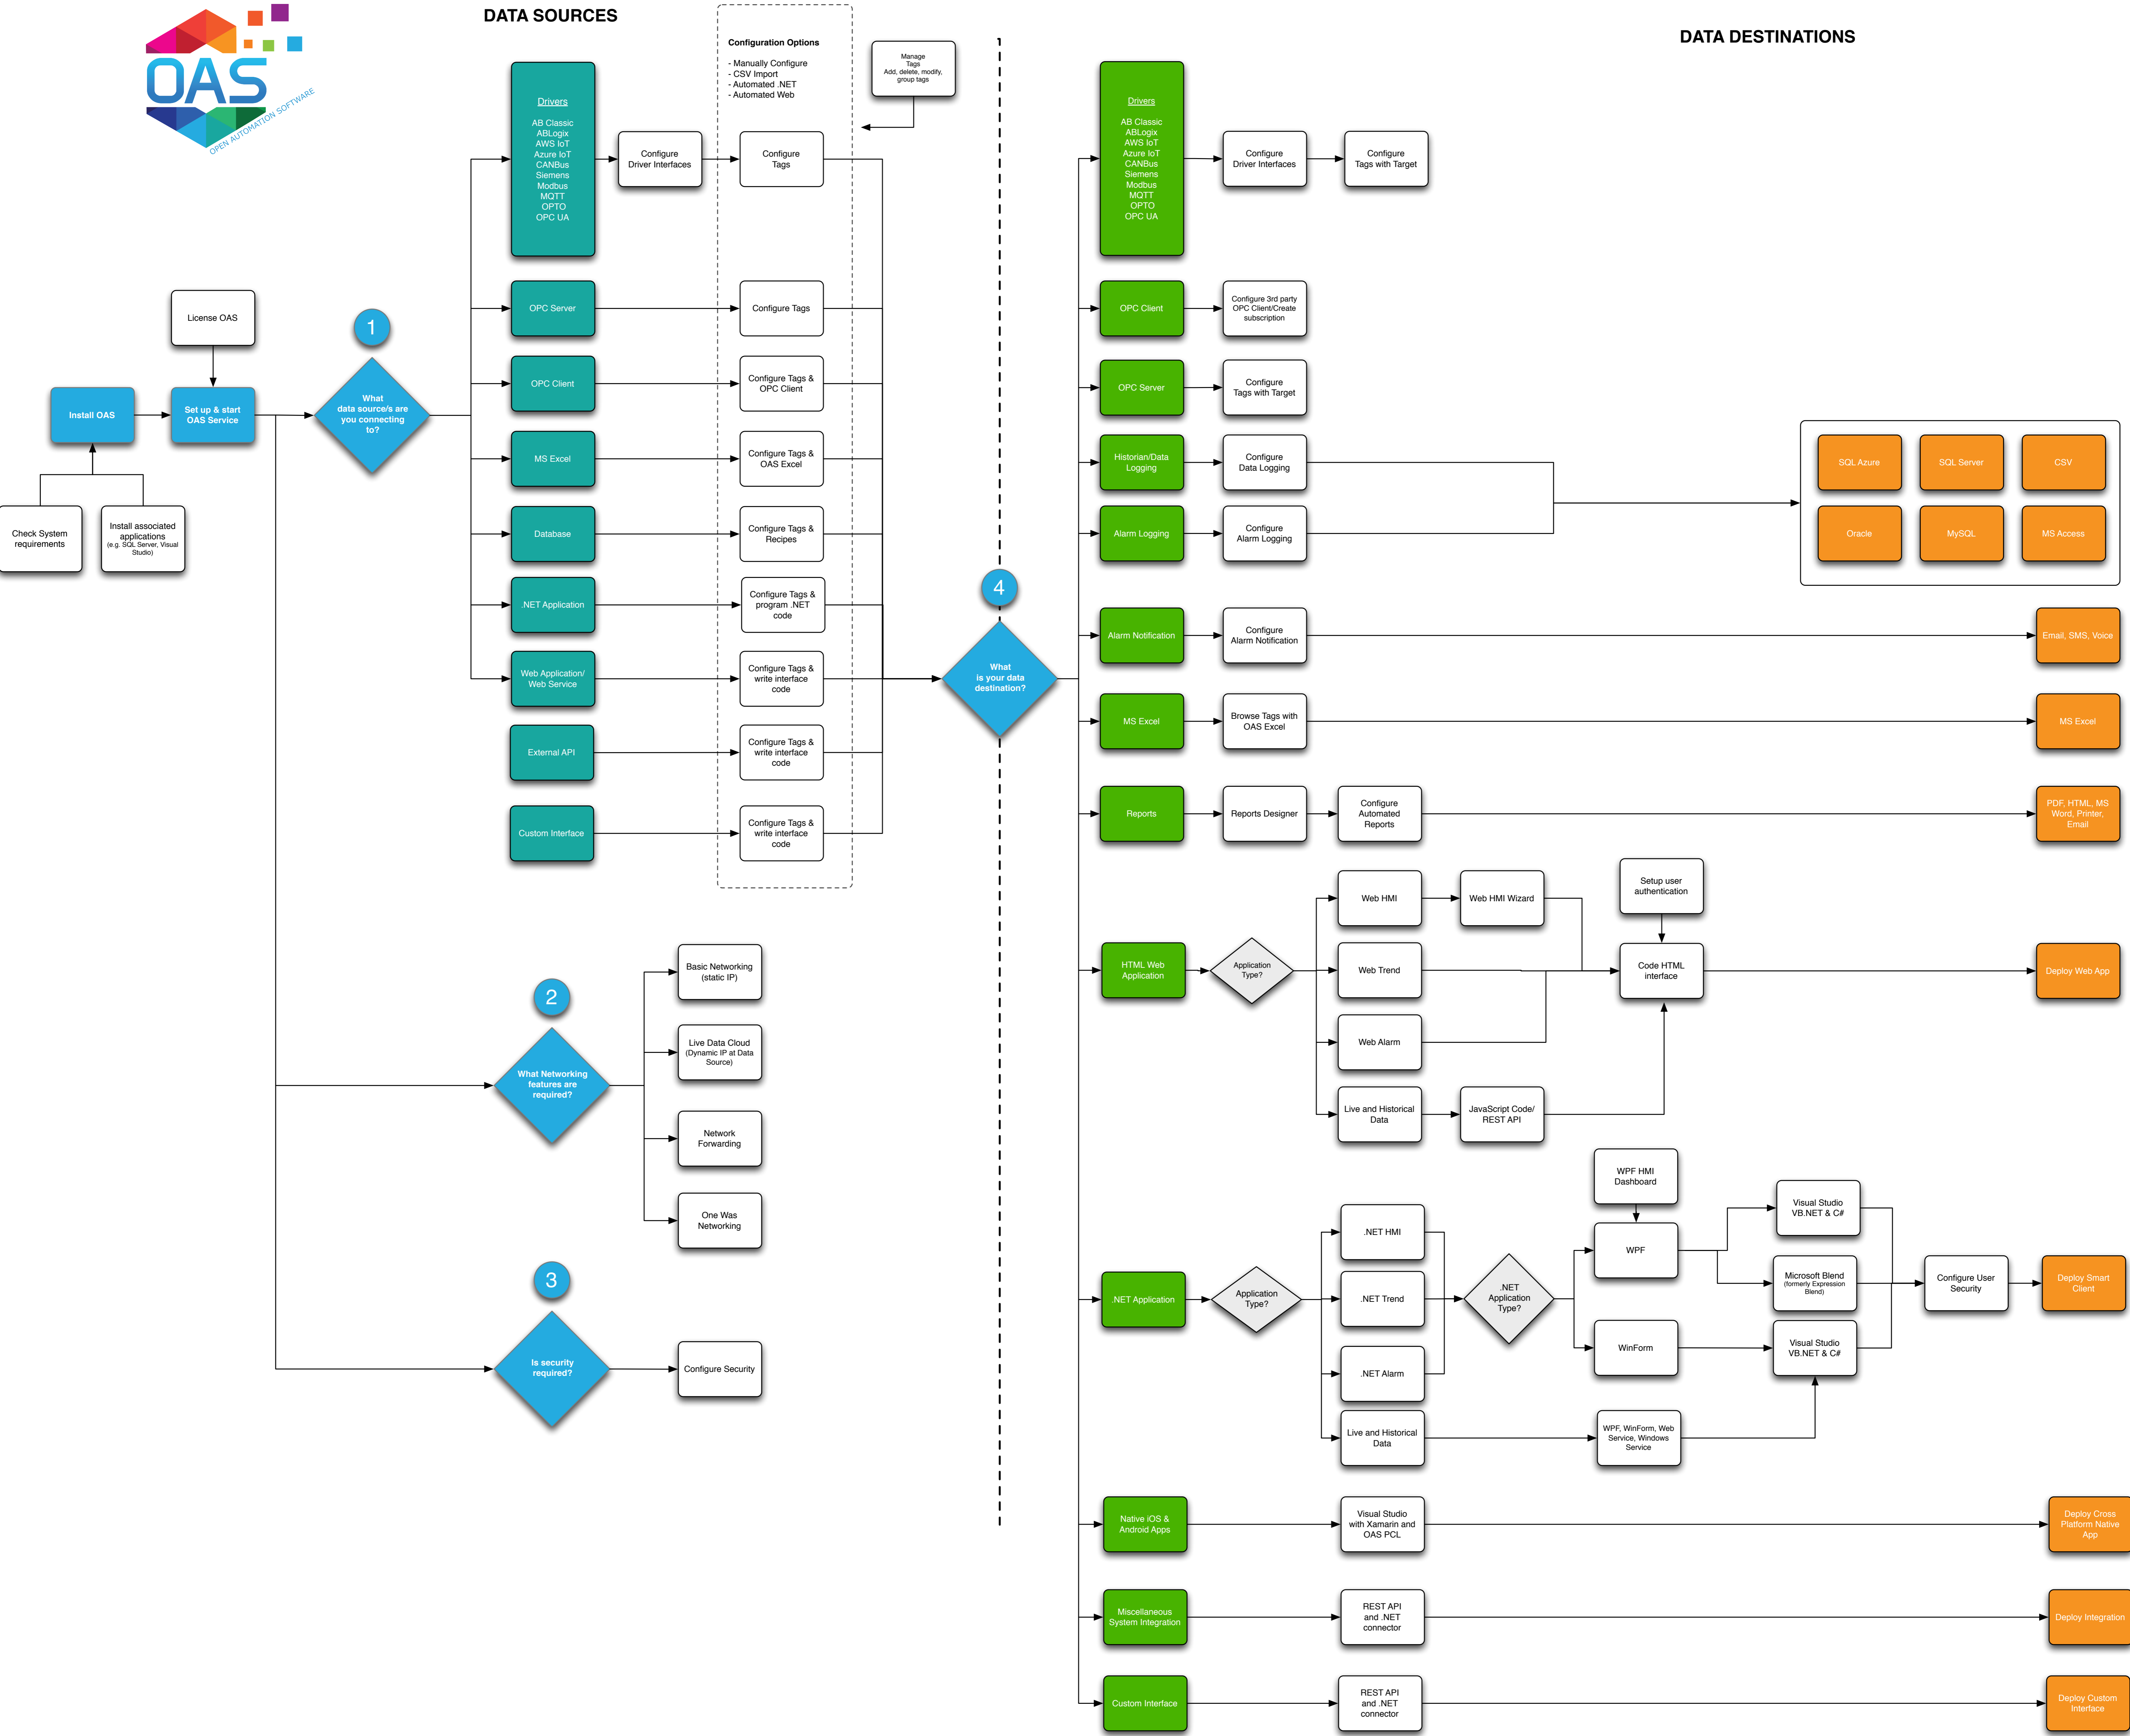 OAS
OPEN AUTOMATION SOFTWARE
DATA SOURCES
DATA DESTINATIONS
Configuration Options
- Manually Configure
- CSV Import
- Automated .NET
- Automated Web
Manage
Tags
Add, delete, modify,
group tags
License OAS
Install OAS
Set up & start
OAS Service
Check System
requirements
Install associated
applications
(e.g. SQL Server, Visual
Studio)
1
What
data source/s are
you connecting
to?
Drivers
AB Classic
ABLogix
AWS IoT
Azure IoT
CANBus
Siemens
Modbus
MQTT
OPTO
OPC UA
Configure
Driver Interfaces
Configure
Tags
OPC Server
Configure Tags
OPC Client
Configure Tags &
OPC Client
MS Excel
Configure Tags &
OAS Excel
Database
Configure Tags &
Recipes
.NET Application
Configure Tags &
program .NET
code
Web Application/
Web Service
Configure Tags &
write interface
code
External API
Configure Tags &
write interface
code
Custom Interface
Configure Tags &
write interface
code
2
What Networking
features are
required?
Basic Networking
(static IP)
Live Data Cloud
(Dynamic IP at Data
Source)
Network
Forwarding
One Was
Networking
3
Is security
required?
Configure Security
4
What
is your data
destination?
Drivers
AB Classic
ABLogix
AWS IoT
Azure IoT
CANBus
Siemens
Modbus
MQTT
OPTO
OPC UA
Configure
Driver Interfaces
Configure
Tags with Target
OPC Client
Configure 3rd party
OPC Client/Create
subscription
OPC Server
Configure
Tags with Target
Historian/Data
Logging
Configure
Data Logging
Alarm Logging
Configure
Alarm Logging
SQL Azure
SQL Server
CSV
Oracle
MySQL
MS Access
Alarm Notification
Configure
Alarm Notification
Email, SMS, Voice
MS Excel
Browse Tags with
OAS Excel
MS Excel
Reports
Reports Designer
Configure
Automated
Reports
PDF, HTML, MS
Word, Printer,
Email
HTML Web
Application
Application
Type?
Web HMI
Web HMI Wizard
Web Trend
Web Alarm
Live and Historical
Data
JavaScript Code/
REST API
Setup user
authentication
Code HTML
interface
Deploy Web App
.NET Application
Application
Type?
.NET HMI
.NET Trend
.NET Alarm
Live and Historical
Data
.NET
Application
Type?
WPF HMI
Dashboard
WPF
WinForm
WPF, WinForm, Web
Service, Windows
Service
Visual Studio
VB.NET & C#
Microsoft Blend
(formerly Expression
Blend)
Visual Studio
VB.NET & C#
Configure User
Security
Deploy Smart
Client
Native iOS &
Android Apps
Visual Studio
with Xamarin and
OAS PCL
Deploy Cross
Platform Native
App
Miscellaneous
System Integration
REST API
and .NET
connector
Deploy Integration
Custom Interface
REST API
and .NET
connector
Deploy Custom
Interface